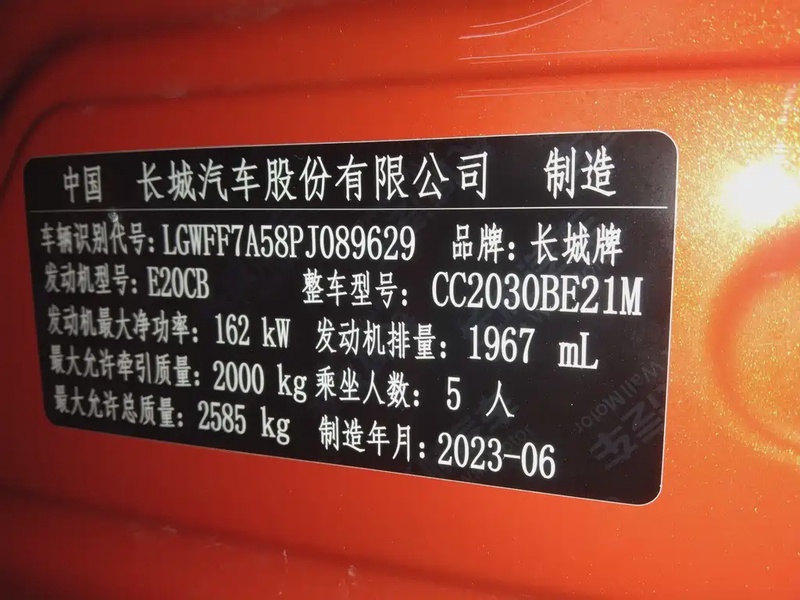 中国 长城汽车股份有限公司 制造
车辆识别代号: LGWFF7A58PJ089629 品牌: 长城牌
发动机型号: E20CB 整车型号: CC2030BE21M
发动机最大净功率: 162 kW 发动机排量: 1967 mL
最大允许牵引质量: 2000 kg 乘坐人数: 5 人
最大允许总质量: 2585 kg 制造年月: 2023-06